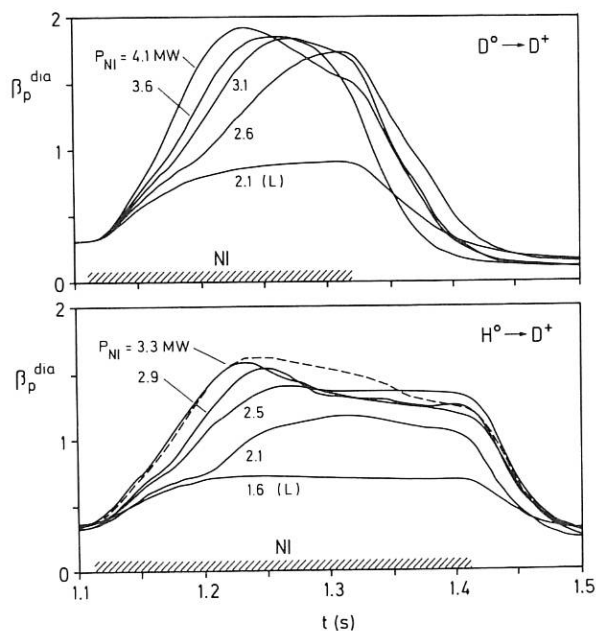 2
D° → D⁺
P_NI = 4.1 MW
3.6
3.1
β_p^dia
2.6
1
2.1 (L)
NI
0
2
H° → D⁺
P_NI = 3.3 MW
2.9
β_p^dia
2.5
1
2.1
1.6 (L)
NI
0
1.1 1.2 1.3 1.4 1.5
t (s)